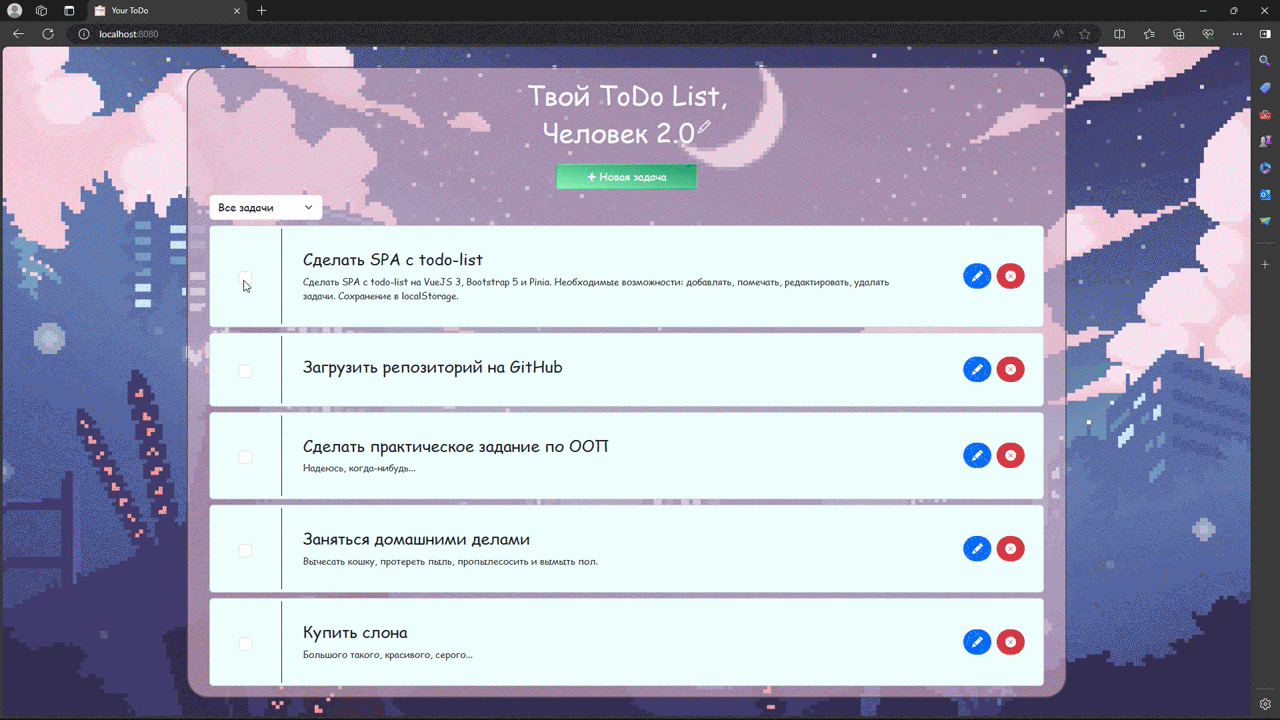 Your ToDo
localhost:8080
Твой ToDo List,
Человек 2.0
+ Новая задача
Все задачи
Сделать SPA с todo-list
Сделать SPA с todo-list на VueJS 3, Bootstrap 5 и Pinia. Необходимые возможности: добавлять, помечать, редактировать, удалять
задачи. Сохранение в localStorage.
Загрузить репозиторий на GitHub
Сделать практическое задание по ООП
Надеюсь, когда-нибудь...
Заняться домашними делами
Вычесать кошку, протереть пыль, пропылесосить и вымыть пол.
Купить слона
Большого такого, красивого, серого...